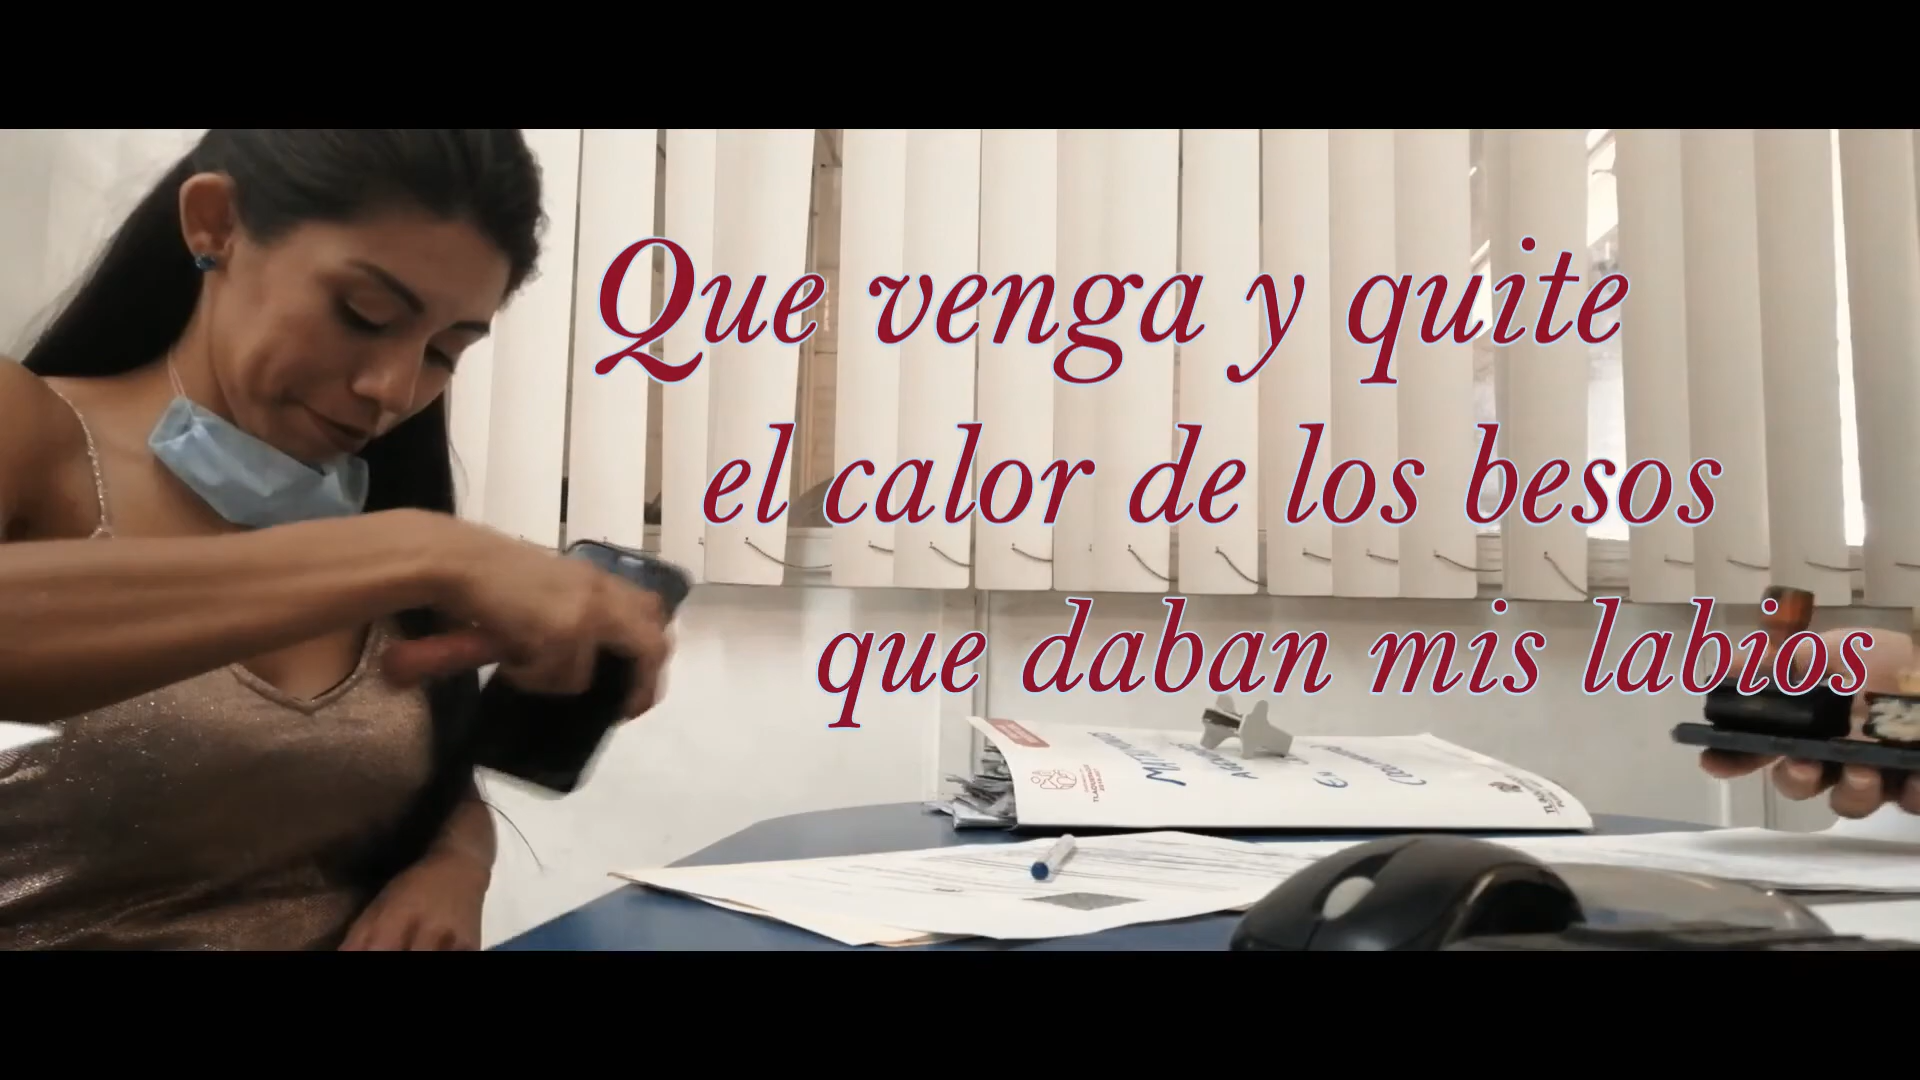 Que venga y quite
el calor de los besos
que daban mis labios